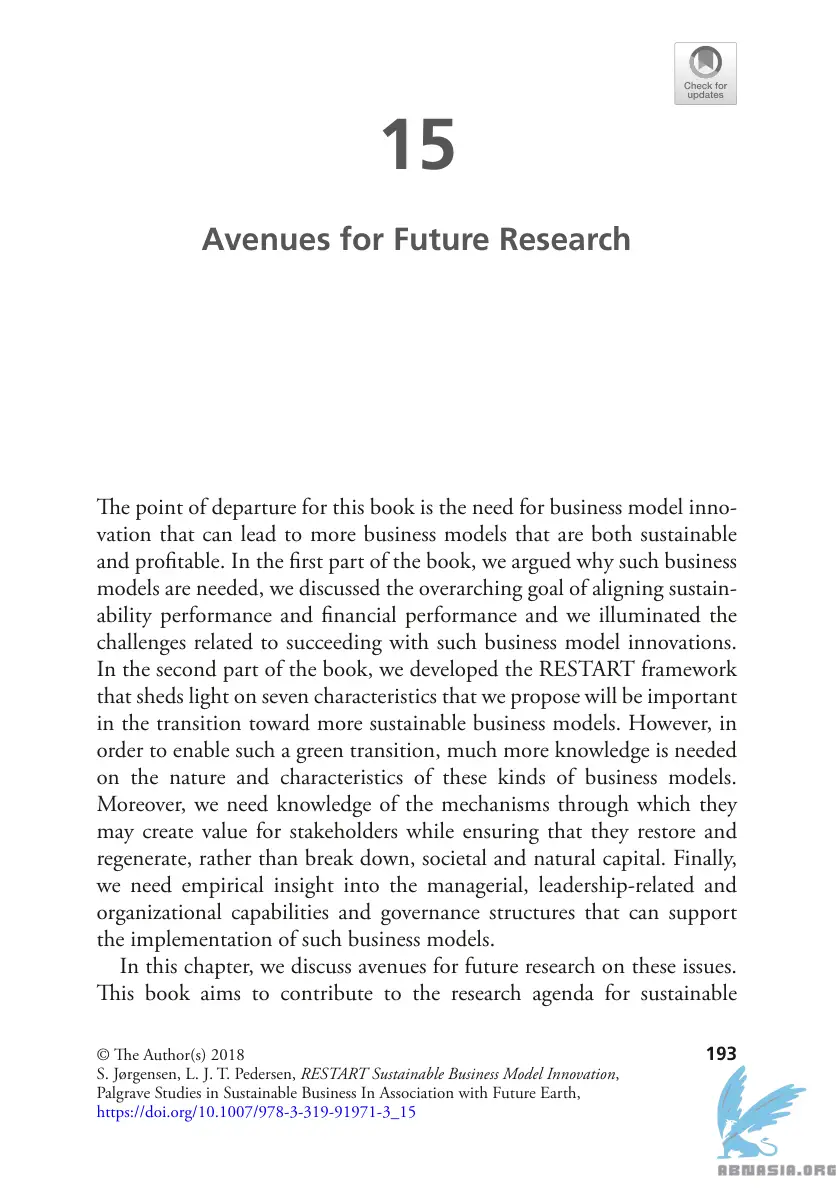 Check for
updates
15
Avenues for Future Research
The point of departure for this book is the need for business model inno-
vation that can lead to more business models that are both sustainable
and profitable. In the first part of the book, we argued why such business
models are needed, we discussed the overarching goal of aligning sustain-
ability performance and financial performance and we illuminated the
challenges related to succeeding with such business model innovations.
In the second part of the book, we developed the RESTART framework
that sheds light on seven characteristics that we propose will be important
in the transition toward more sustainable business models. However, in
order to enable such a green transition, much more knowledge is needed
on the nature and characteristics of these kinds of business models.
Moreover, we need knowledge of the mechanisms through which they
may create value for stakeholders while ensuring that they restore and
regenerate, rather than break down, societal and natural capital. Finally,
we need empirical insight into the managerial, leadership-related and
organizational capabilities and governance structures that can support
the implementation of such business models.
In this chapter, we discuss avenues for future research on these issues.
This book aims to contribute to the research agenda for sustainable
© The Author(s) 2018
193
S. Jørgensen, L. J. T. Pedersen, RESTART Sustainable Business Model Innovation,
Palgrave Studies in Sustainable Business In Association with Future Earth,
https://doi.org/10.1007/978-3-319-91971-3_15
ABNASIA.ORG